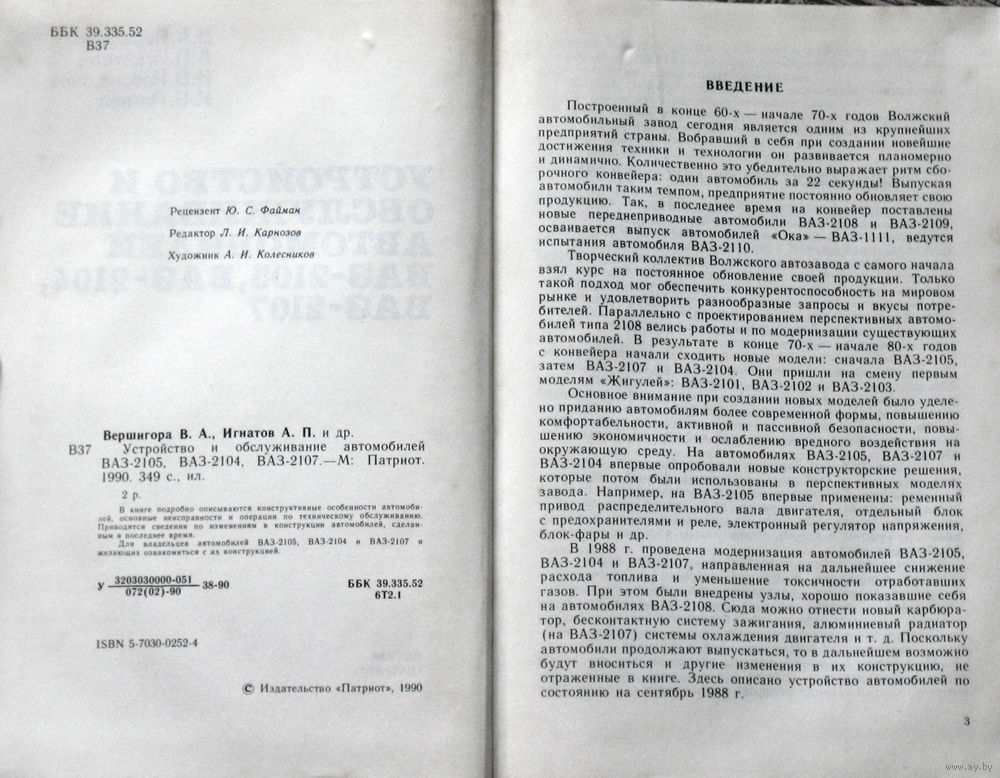 ББК 39.335.52
В37
Рецензент Ю. С. Файман
Редактор Л. И. Карнозов
Художник А. И. Колесников
Вершигора В. А., Игнатов А. П. и др.
В37 Устройство и обслуживание автомобилей
ВАЗ-2105, ВАЗ-2104, ВАЗ-2107.—М: Патриот.
1990. 349 с., ил.
2 р.
В книге подробно описываются конструктивные особенности автомоби-
лей, основные неисправности и операции по техническому обслуживанию.
Приводятся сведения по изменениям в конструкции автомобилей, сделан-
ным в последнее время.
Для владельцев автомобилей ВАЗ-2105, ВАЗ-2104 и ВАЗ-2107 и
желающих ознакомиться с их конструкцией.
У 3203030000-051 38-90
072(02)-90
ББК 39.335.52
6Т2.1
ISBN 5-7030-0252-4
© Издательство «Патриот», 1990
ВВЕДЕНИЕ
Построенный в конце 60-х — начале 70-х годов Волжский
автомобильный завод сегодня является одним из крупнейших
предприятий страны. Вобравший в себя при создании новейшие
достижения техники и технологии он развивается планомерно
и динамично. Количественно это убедительно выражает ритм сбо-
рочного конвейера: один автомобиль за 22 секунды! Выпуская
автомобили таким темпом, предприятие постоянно обновляет свою
продукцию. Так, в последнее время на конвейер поставлены
новые переднеприводные автомобили ВАЗ-2108 и ВАЗ-2109,
осваивается выпуск автомобилей «Ока» — ВАЗ-1111, ведутся
испытания автомобиля ВАЗ-2110.
Творческий коллектив Волжского автозавода с самого начала
взял курс на постоянное обновление своей продукции. Только
такой подход мог обеспечить конкурентоспособность на мировом
рынке и удовлетворить разнообразные запросы и вкусы потре-
бителей. Параллельно с проектированием перспективных автомо-
билей типа 2108 велись работы и по модернизации существующих
автомобилей. В результате в конце 70-х — начале 80-х годов
с конвейера начали сходить новые модели: сначала ВАЗ-2105,
затем ВАЗ-2107 и ВАЗ-2104. Они пришли на смену первым
моделям «Жигулей»: ВАЗ-2101, ВАЗ-2102 и ВАЗ-2103.
Основное внимание при создании новых моделей было уделе-
но приданию автомобилям более современной формы, повышению
комфортабельности, активной и пассивной безопасности, повы-
шению экономичности и ослаблению вредного воздействия на
окружающую среду. На автомобилях ВАЗ-2105, ВАЗ-2107 и
ВАЗ-2104 впервые опробовали новые конструкторские решения,
которые потом были использованы в перспективных моделях
завода. Например, на ВАЗ-2105 впервые применены: ременный
привод распределительного вала двигателя, отдельный блок
с предохранителями и реле, электронный регулятор напряжения,
блок-фары и др.
В 1988 г. проведена модернизация автомобилей ВАЗ-2105,
ВАЗ-2104 и ВАЗ-2107, направленная на дальнейшее снижение
расхода топлива и уменьшение токсичности отработавших
газов. При этом были внедрены узлы, хорошо показавшие себя
на автомобилях ВАЗ-2108. Сюда можно отнести новый карбюра-
тор, бесконтактную систему зажигания, алюминиевый радиатор
(на ВАЗ-2107) системы охлаждения двигателя и т. д. Поскольку
автомобили продолжают выпускаться, то в дальнейшем возможно
будут вноситься и другие изменения в их конструкцию, не
отраженные в книге. Здесь описано устройство автомобилей по
состоянию на сентябрь 1988 г.
3
www.ay.by